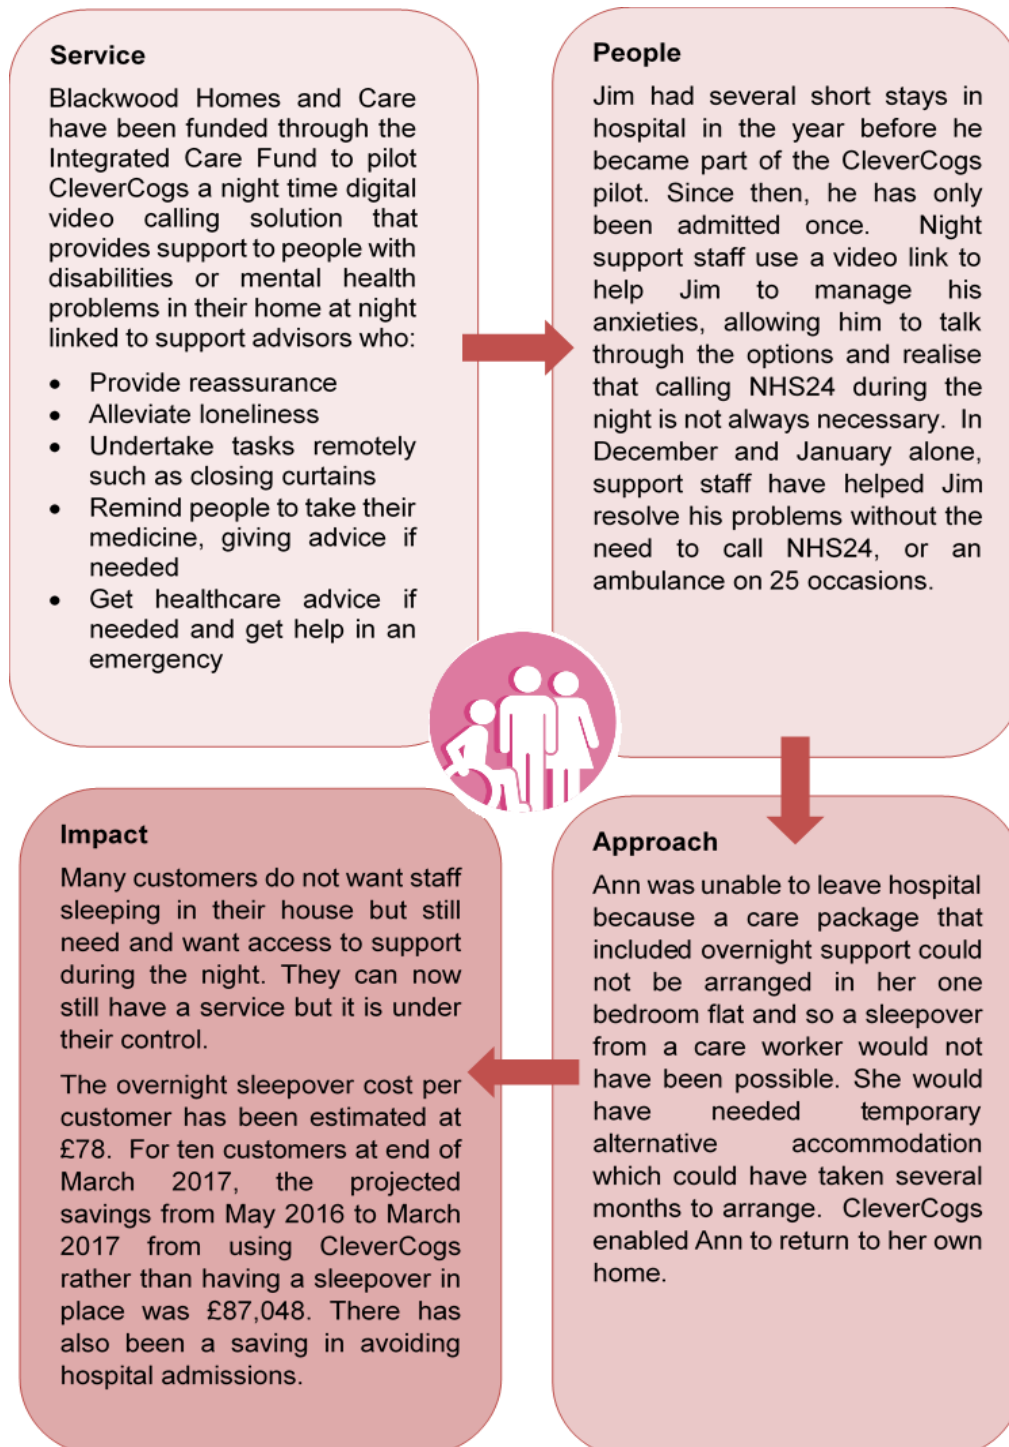 Service
Blackwood Homes and Care
have been funded through the
Integrated Care Fund to pilot
CleverCogs a night time digital
video calling solution that
provides support to people with
disabilities or mental health
problems in their home at night
linked to support advisors who:
• Provide reassurance
• Alleviate loneliness
• Undertake tasks remotely
such as closing curtains
• Remind people to take their
medicine, giving advice if
needed
• Get healthcare advice if
needed and get help in an
emergency
People
Jim had several short stays in
hospital in the year before he
became part of the CleverCogs
pilot. Since then, he has only
been admitted once. Night
support staff use a video link to
help Jim to manage his
anxieties, allowing him to talk
through the options and realise
that calling NHS24 during the
night is not always necessary. In
December and January alone,
support staff have helped Jim
resolve his problems without the
need to call NHS24, or an
ambulance on 25 occasions.
Approach
Ann was unable to leave hospital
because a care package that
included overnight support could
not be arranged in her one
bedroom flat and so a sleepover
from a care worker would not
have been possible. She would
have needed temporary
alternative accommodation
which could have taken several
months to arrange. CleverCogs
enabled Ann to return to her own
home.
Impact
Many customers do not want staff
sleeping in their house but still
need and want access to support
during the night. They can now
still have a service but it is under
their control.
The overnight sleepover cost per
customer has been estimated at
£78. For ten customers at end of
March 2017, the projected
savings from May 2016 to March
2017 from using CleverCogs
rather than having a sleepover in
place was £87,048. There has
also been a saving in avoiding
hospital admissions.